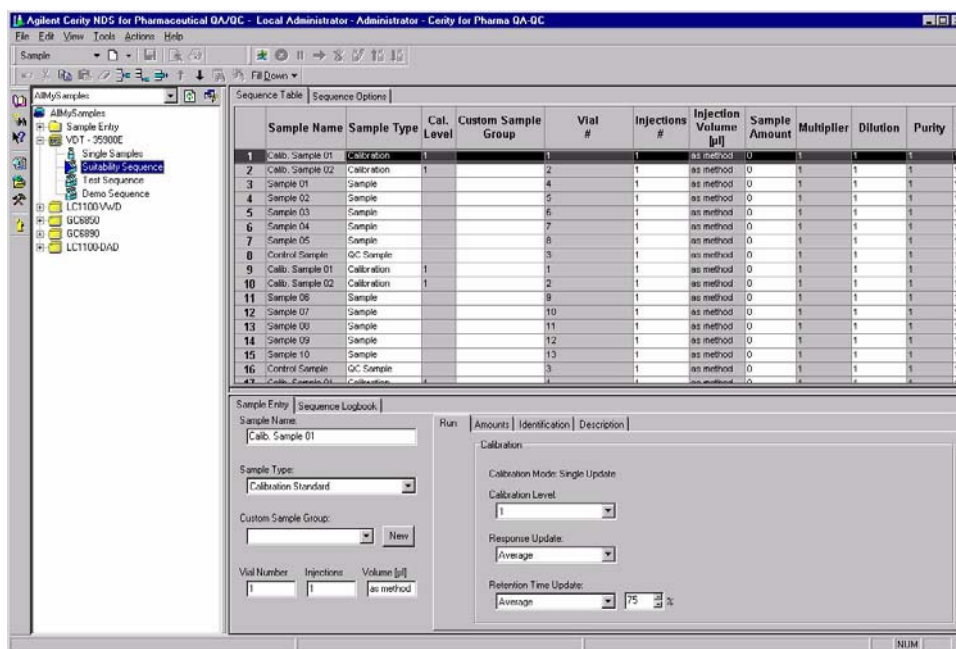 Agilent Cerity NDS for Pharmaceutical QA/QC - Local Administrator - Administrator - Cerity for Pharma QA-QC
File Edit View Tools Actions Help
Sample
Fill Down
AllMySamples
AllMySamples
Sample Entry
VDT - 35900E
Single Samples
Suitability Sequence
Test Sequence
Demo Sequence
LC1100-VWD
GC6850
GC6890
LC1100-DAD
Sequence Table Sequence Options
Sample Name Sample Type Cal. Level Custom Sample Group Vial # Injections # Injection Volume [µl] Sample Amount Multiplier Dilution Purity
1 Calib. Sample 01 Calibration 1 1 1 as method 0 1 1 1
2 Calib. Sample 02 Calibration 1 2 1 as method 0 1 1 1
3 Sample 01 Sample 4 1 as method 0 1 1 1
4 Sample 02 Sample 5 1 as method 0 1 1 1
5 Sample 03 Sample 6 1 as method 0 1 1 1
6 Sample 04 Sample 7 1 as method 0 1 1 1
7 Sample 05 Sample 8 1 as method 0 1 1 1
8 Control Sample QC Sample 3 1 as method 0 1 1 1
9 Calib. Sample 01 Calibration 1 1 1 as method 0 1 1 1
10 Calib. Sample 02 Calibration 1 2 1 as method 0 1 1 1
11 Sample 06 Sample 9 1 as method 0 1 1 1
12 Sample 07 Sample 10 1 as method 0 1 1 1
13 Sample 08 Sample 11 1 as method 0 1 1 1
14 Sample 09 Sample 12 1 as method 0 1 1 1
15 Sample 10 Sample 13 1 as method 0 1 1 1
16 Control Sample QC Sample 3 1 as method 0 1 1 1
17 Calib. Sample 01 Calibration 1 1 1 as method 0 1 1 1
Sample Entry Sequence Logbook
Sample Name:
Calib. Sample 01
Sample Type:
Calibration Standard
Custom Sample Group:
New
Vial Number Injections Volume [µl]
1 1 as method
Run Amounts Identification Description
Calibration
Calibration Mode: Single Update
Calibration Level:
1
Response Update:
Average
Retention Time Update:
Average 75 %
NUM